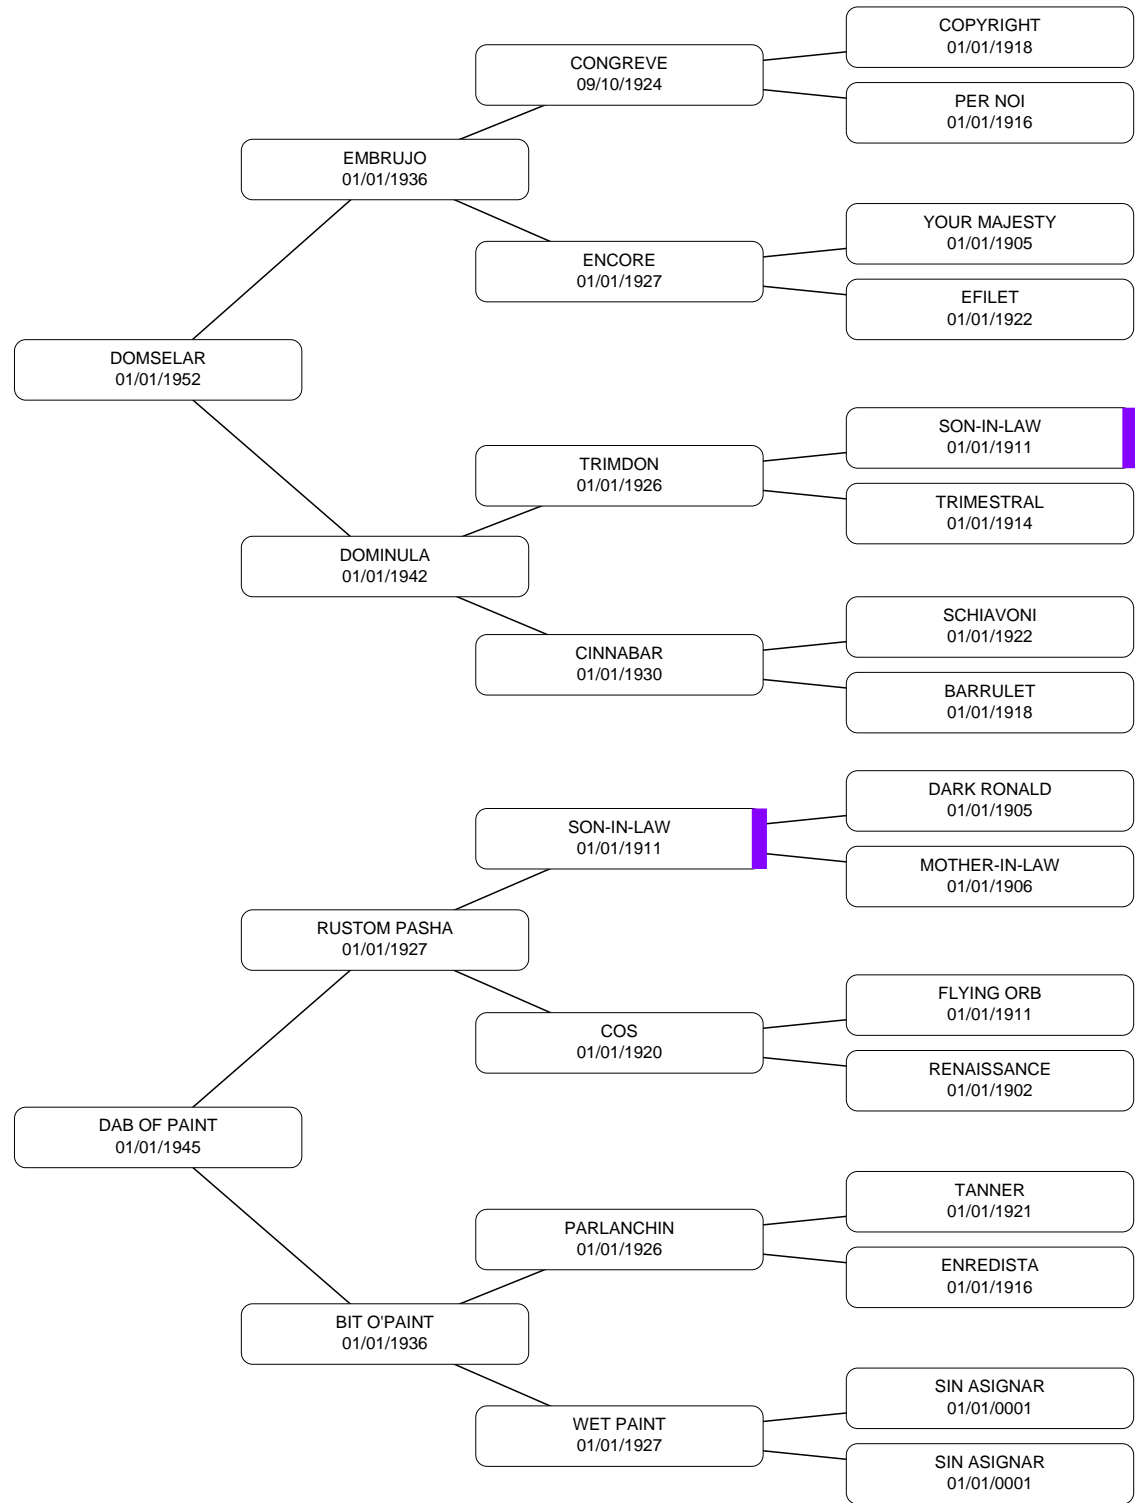 COPYRIGHT
01/01/1918
CONGREVE
09/10/1924
PER NOI
01/01/1916
EMBRUJO
01/01/1936
YOUR MAJESTY
01/01/1905
ENCORE
01/01/1927
EFILET
01/01/1922
DOMSELAR
01/01/1952
SON-IN-LAW
01/01/1911
TRIMDON
01/01/1926
TRIMESTRAL
01/01/1914
DOMINULA
01/01/1942
SCHIAVONI
01/01/1922
CINNABAR
01/01/1930
BARRULET
01/01/1918
DARK RONALD
01/01/1905
SON-IN-LAW
01/01/1911
MOTHER-IN-LAW
01/01/1906
RUSTOM PASHA
01/01/1927
FLYING ORB
01/01/1911
COS
01/01/1920
RENAISSANCE
01/01/1902
DAB OF PAINT
01/01/1945
TANNER
01/01/1921
PARLANCHIN
01/01/1926
ENREDISTA
01/01/1916
BIT O'PAINT
01/01/1936
SIN ASIGNAR
01/01/0001
WET PAINT
01/01/1927
SIN ASIGNAR
01/01/0001